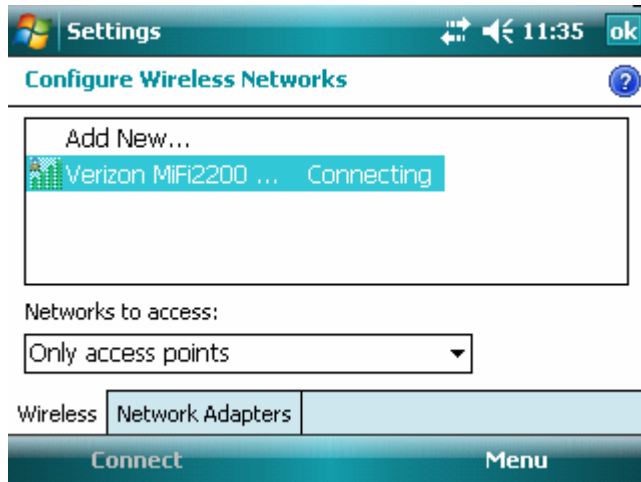 Settings 11:35 ok
Configure Wireless Networks ?
Add New...
Verizon MiFi2200 ... Connecting
Networks to access:
Only access points
Wireless Network Adapters
Connect Menu